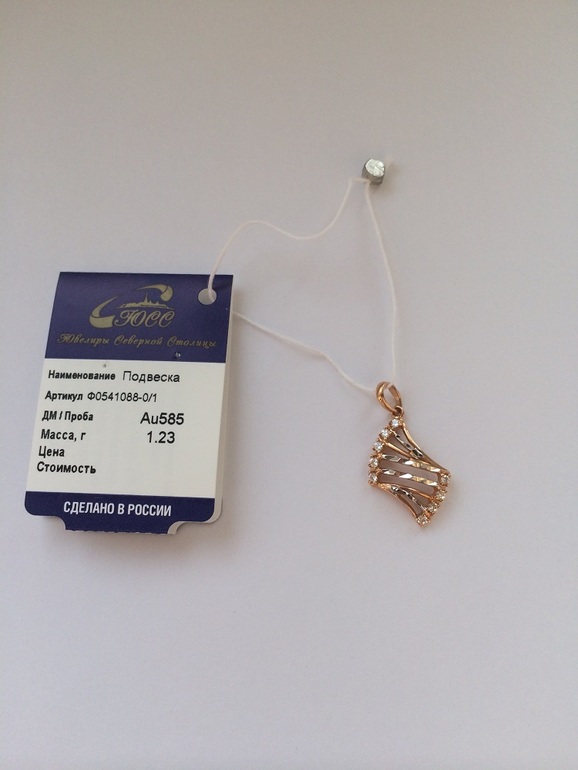 ЮСС
Ювелиры Северной Столицы
Наименование Подвеска
Артикул Ф0541088-0/1
ДМ / Проба Au585
Масса, г 1.23
Цена
Стоимость
СДЕЛАНО В РОССИИ